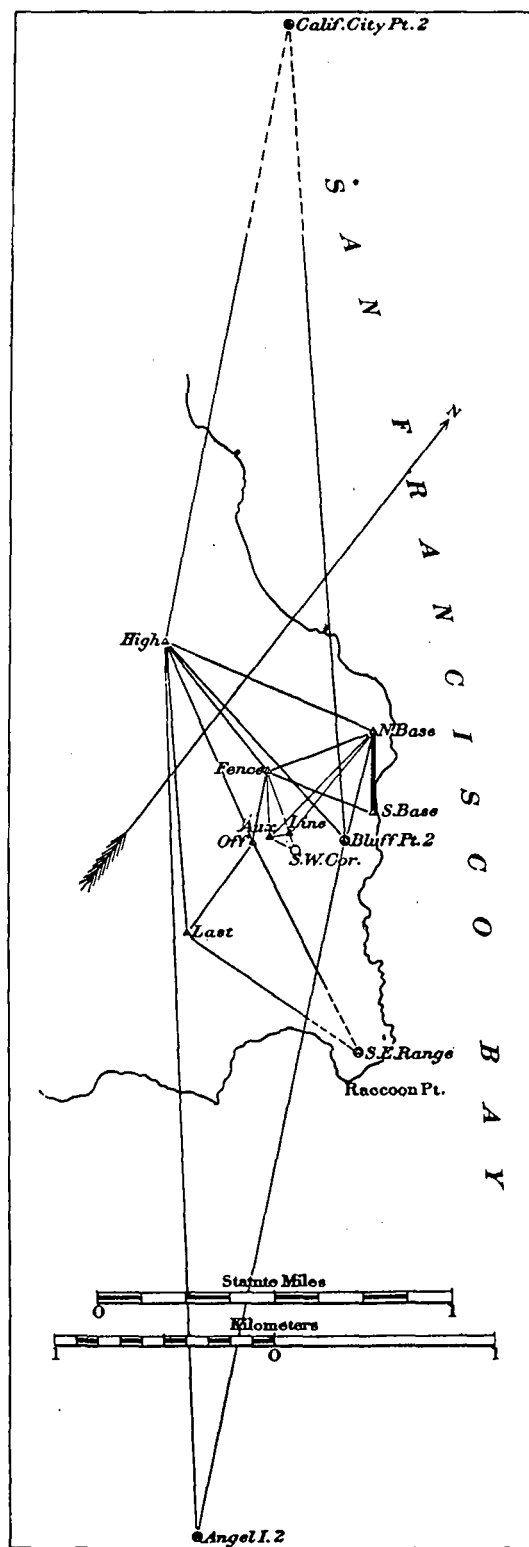 Calif. City Pt. 2
SAN FRANCISCO BAY
N
High
N. Base
Fence
S. Base
Aux.
Line
Off
Bluff Pt. 2
S.W. Cor.
Last
S.E. Range
Raccoon Pt.
Statute Miles
0 1
Kilometers
1 0 1
Angel I. 2